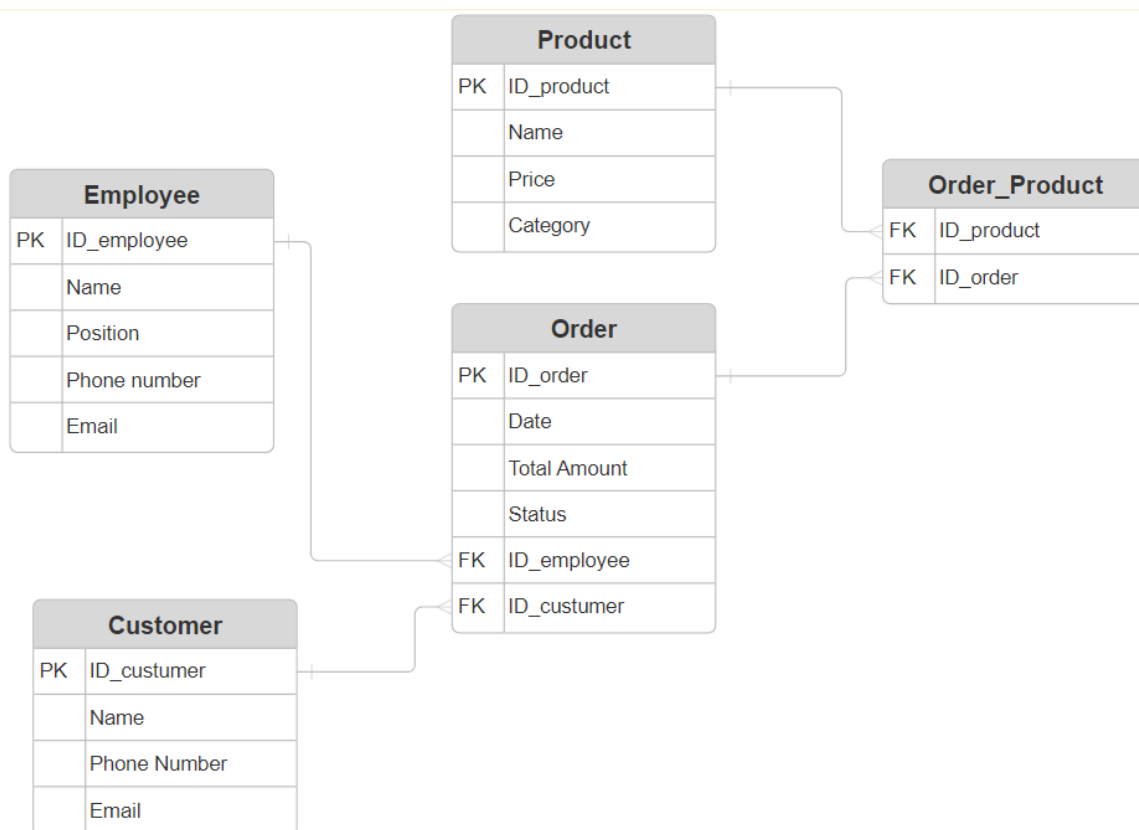 Product
PK ID_product
Name
Price
Category
Employee
PK ID_employee
Name
Position
Phone number
Email
Order_Product
FK ID_product
FK ID_order
Order
PK ID_order
Date
Total Amount
Status
FK ID_employee
FK ID_custumer
Customer
PK ID_custumer
Name
Phone Number
Email